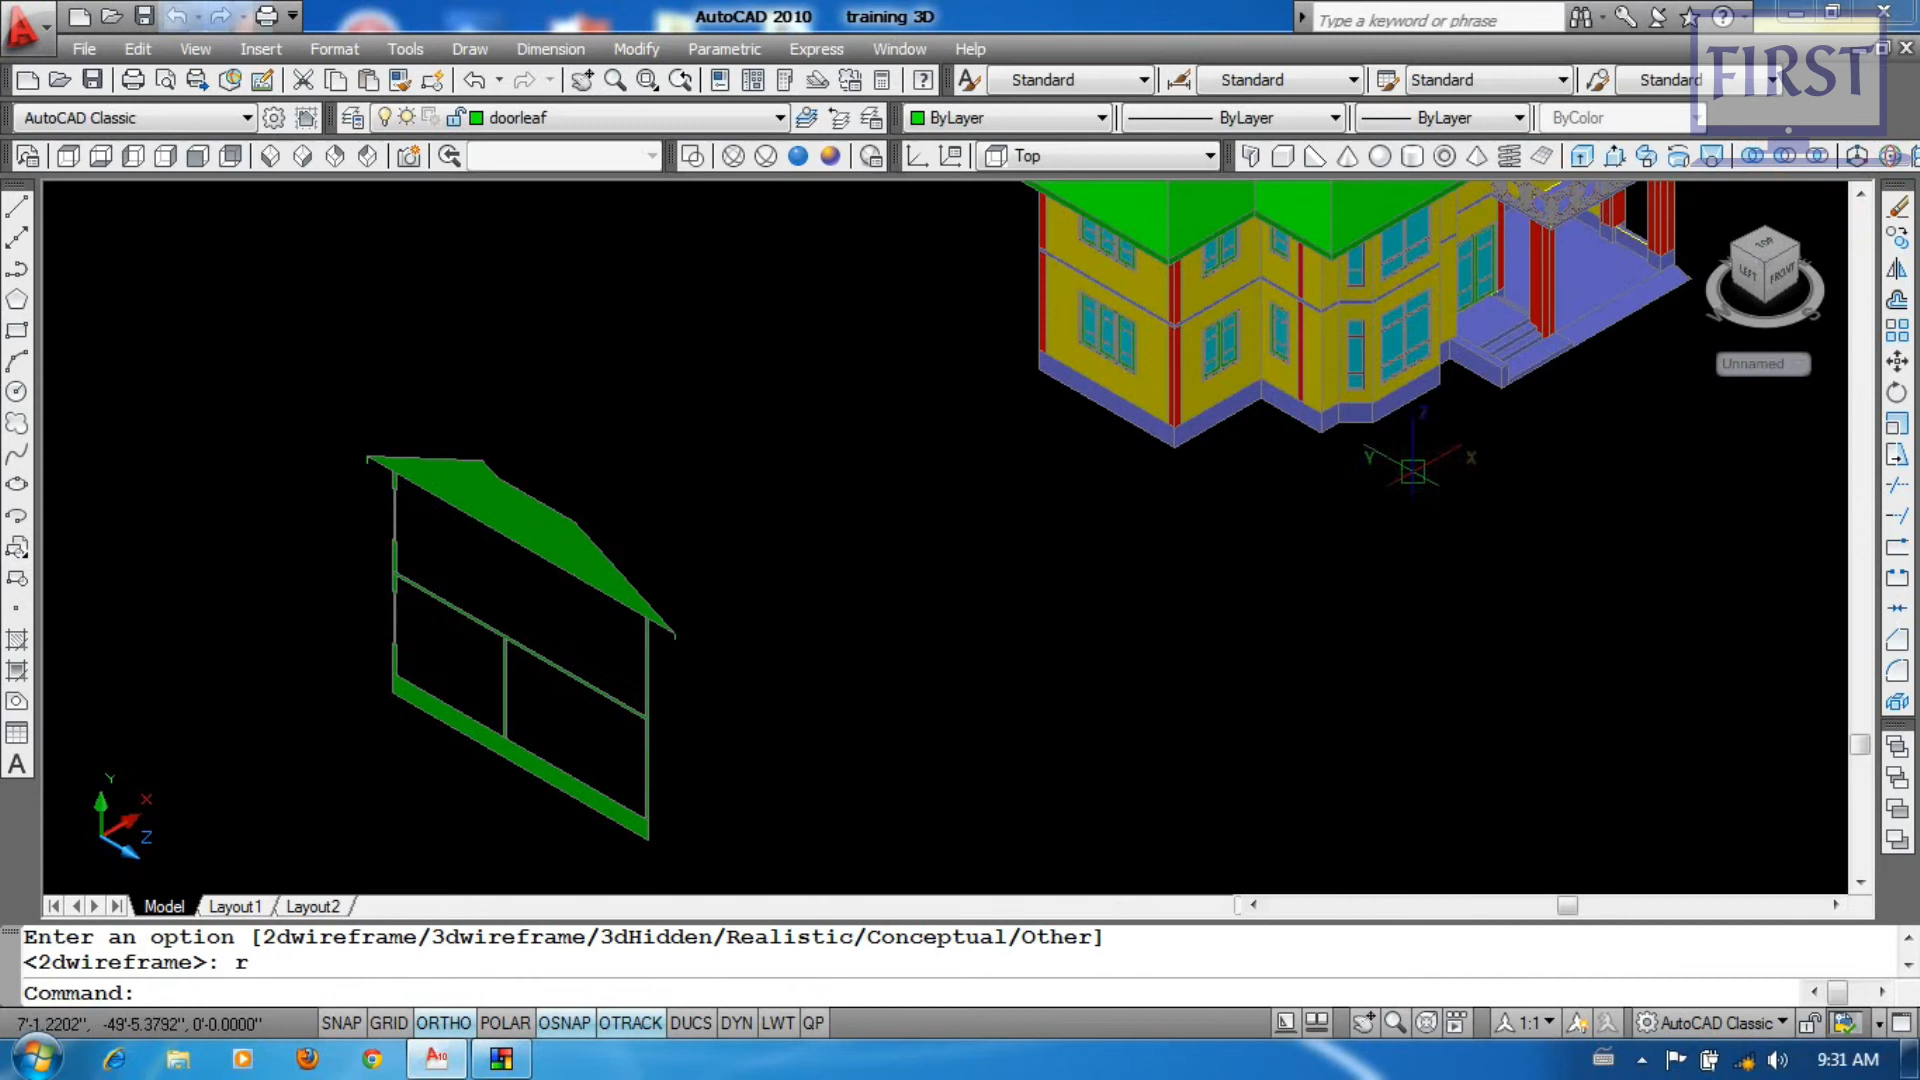 AutoCAD 2010 training 3D
Type a keyword or phrase
FIRST
File Edit View Insert Format Tools Draw Dimension Modify Parametric Express Window Help
Standard Standard Standard Standard
AutoCAD Classic doorleaf ByLayer ByLayer ByLayer ByColor
Top
TOP
LEFT FRONT
W S
Unnamed
Z
Y X
Y
X
Z
Model Layout1 Layout2
Enter an option [2dwireframe/3dwireframe/3dHidden/Realistic/Conceptual/Other]
<2dwireframe>: r
Command:
7'-1.2202", -49'-5.3792", 0'-0.0000" SNAP GRID ORTHO POLAR OSNAP OTRACK DUCS DYN LWT QP 1:1 AutoCAD Classic
9:31 AM